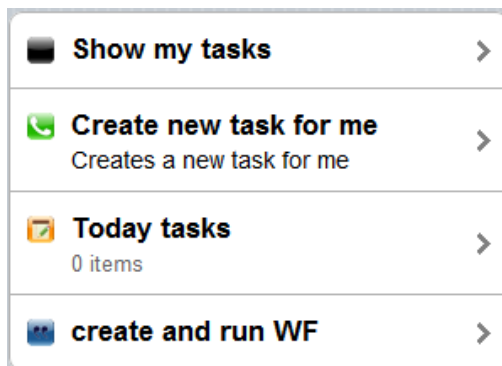 Show my tasks
Create new task for me
Creates a new task for me
Today tasks
0 items
create and run WF